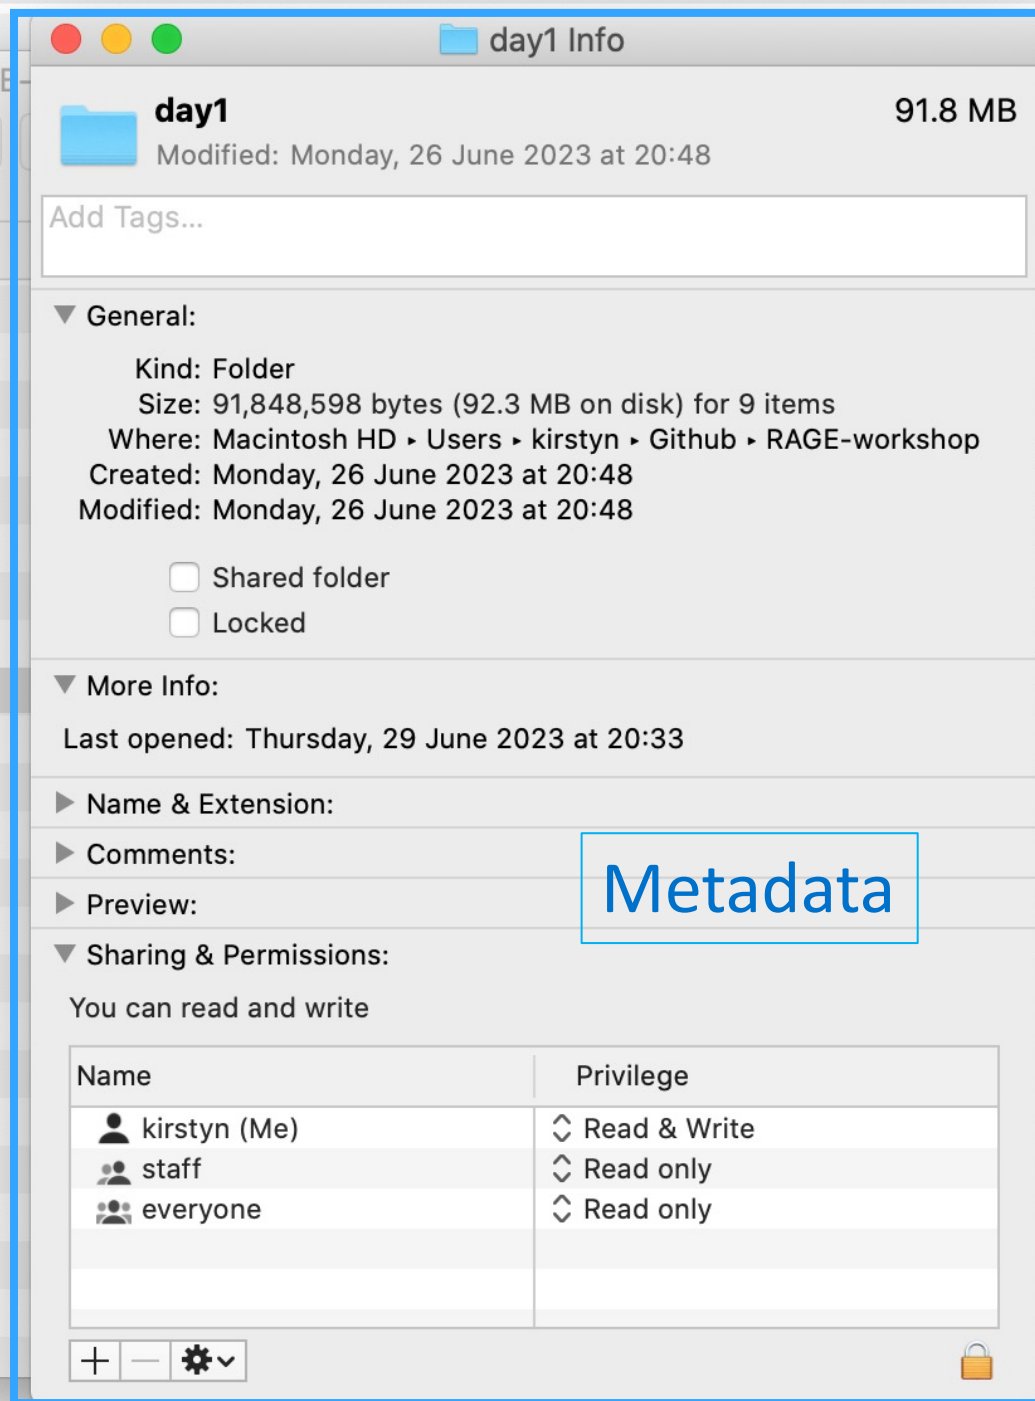 day1 Info
day1 91.8 MB
Modified: Monday, 26 June 2023 at 20:48
Add Tags...
General:
Kind: Folder
Size: 91,848,598 bytes (92.3 MB on disk) for 9 items
Where: Macintosh HD ▸ Users ▸ kirstyn ▸ Github ▸ RAGE-workshop
Created: Monday, 26 June 2023 at 20:48
Modified: Monday, 26 June 2023 at 20:48
Shared folder
Locked
More Info:
Last opened: Thursday, 29 June 2023 at 20:33
Name & Extension:
Comments:
Preview:
Metadata
Sharing & Permissions:
You can read and write
Name Privilege
kirstyn (Me) Read & Write
staff Read only
everyone Read only